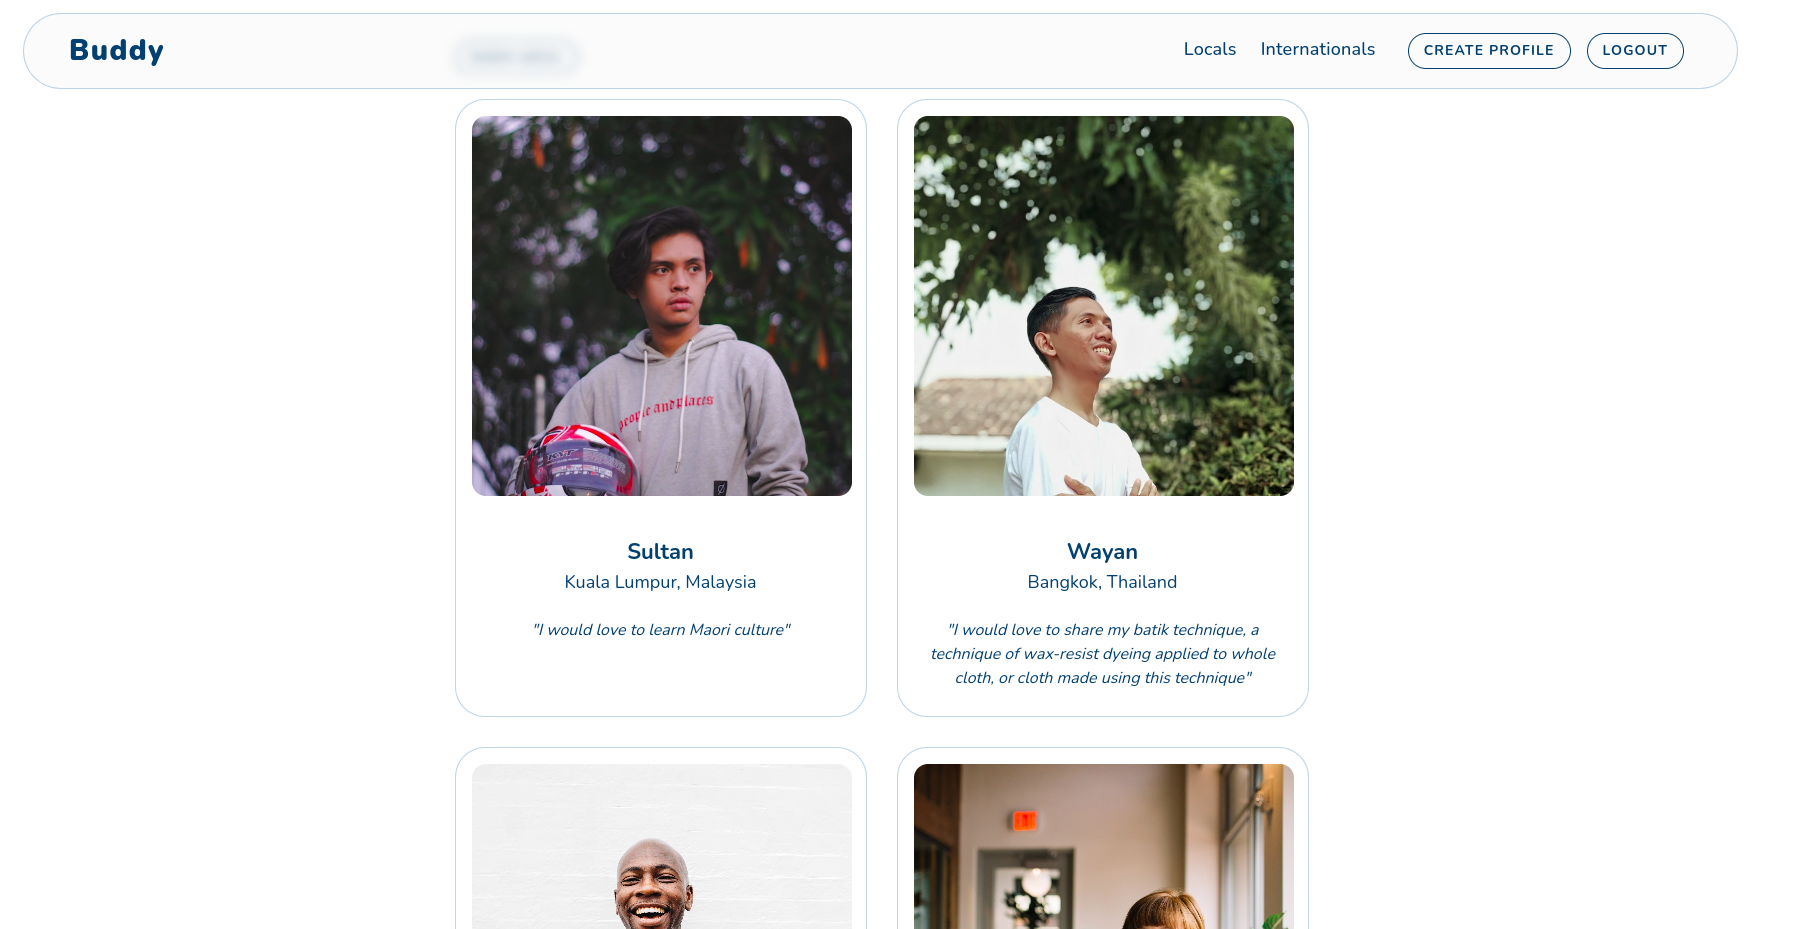 Buddy
Locals
Internationals
CREATE PROFILE
LOGOUT
people and places
KYT
Sultan
Kuala Lumpur, Malaysia
"I would love to learn Maori culture"
Wayan
Bangkok, Thailand
"I would love to share my batik technique, a
technique of wax-resist dyeing applied to whole
cloth, or cloth made using this technique"